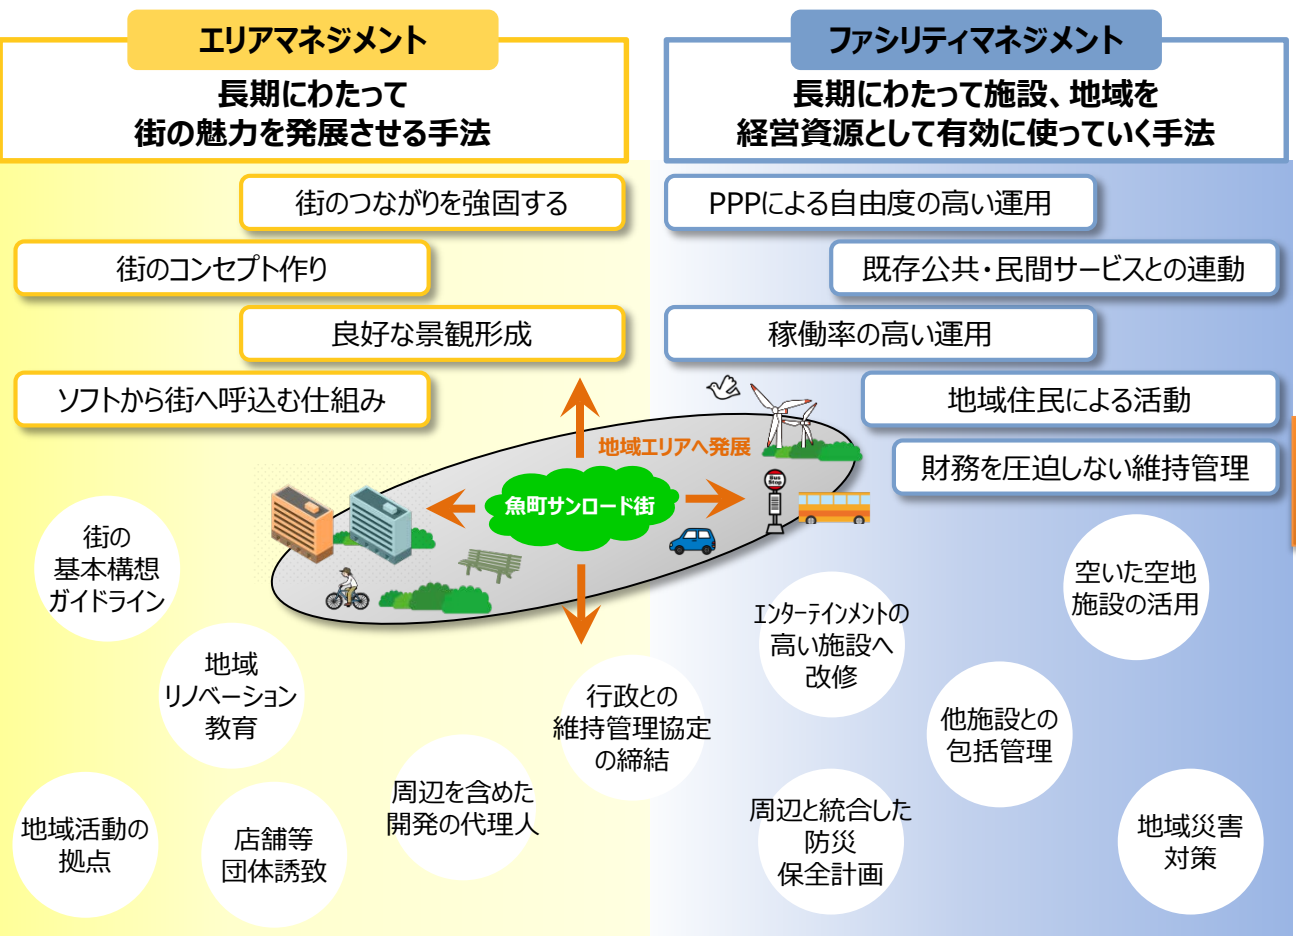 エリアマネジメント
長期にわたって
街の魅力を発展させる手法
街のつながりを強固する
街のコンセプト作り
良好な景観形成
ソフトから街へ呼込む仕組み
ファシリティマネジメント
長期にわたって施設、地域を
経営資源として有効に使っていく手法
PPPによる自由度の高い運用
既存公共・民間サービスとの連動
稼働率の高い運用
地域住民による活動
財務を圧迫しない維持管理
地域エリアへ発展
魚町サンロード街
Bus
Stop
街の
基本構想
ガイドライン
地域
リノベーション
教育
地域活動の
拠点
店舗等
団体誘致
周辺を含めた
開発の代理人
行政との
維持管理協定
の締結
エンターテインメントの
高い施設へ
改修
空いた空地
施設の活用
他施設との
包括管理
周辺と統合した
防災
保全計画
地域災害
対策